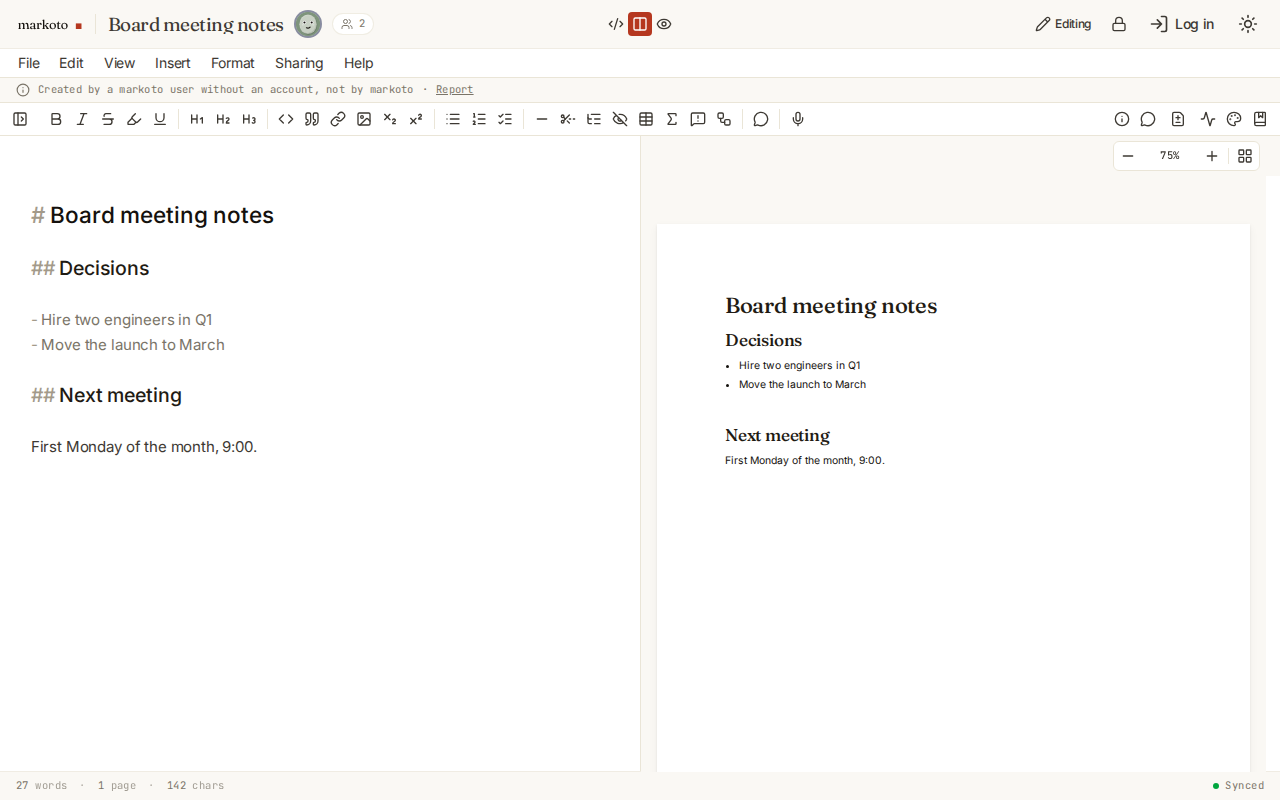 markoto
Board meeting notes
2
Editing
Log in
File Edit View Insert Format Sharing Help
Created by a markoto user without an account, not by markoto · Report
H1 H2 H3
75%
# Board meeting notes
## Decisions
- Hire two engineers in Q1
- Move the launch to March
## Next meeting
First Monday of the month, 9:00.
Board meeting notes
Decisions
• Hire two engineers in Q1
• Move the launch to March
Next meeting
First Monday of the month, 9:00.
27 words · 1 page · 142 chars
Synced